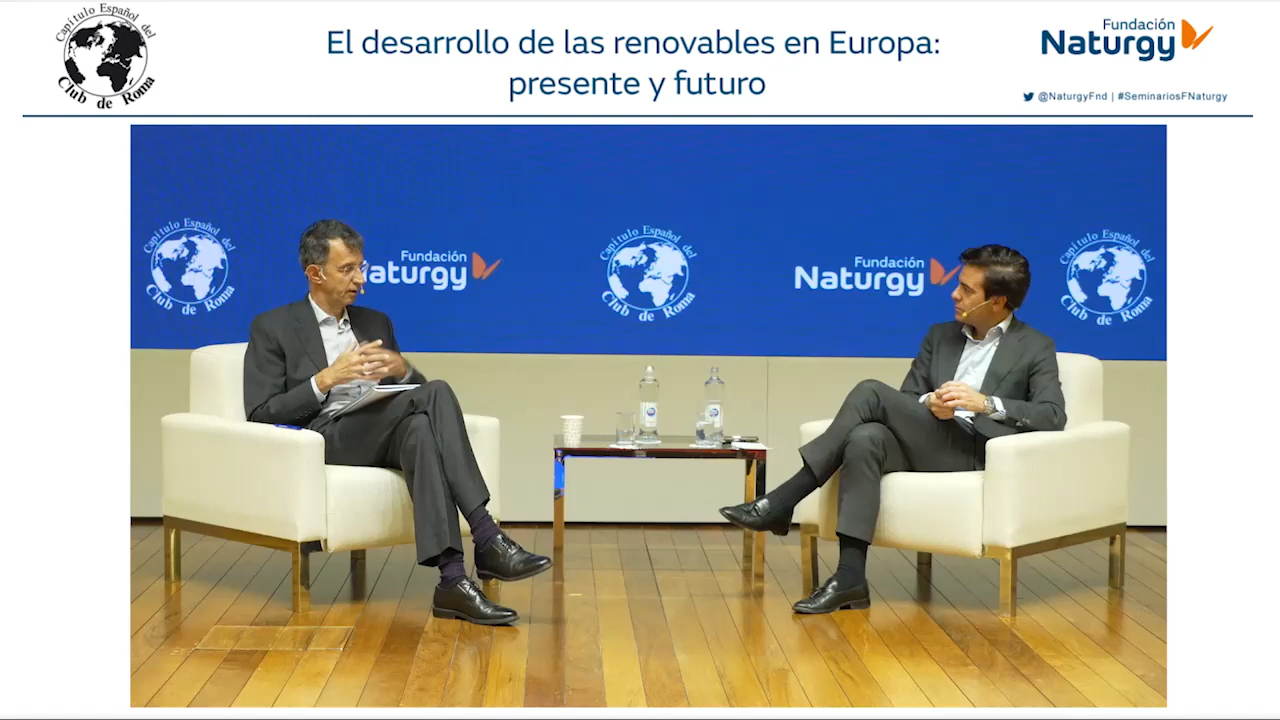 Capítulo Español del
Club de Roma
El desarrollo de las renovables en Europa:
presente y futuro
Fundación
Naturgy
@NaturgyFnd | #SeminariosFNaturgy
Capítulo Español del
Club de Roma
Fundación
aturgy
Capítulo Español del
Club de Roma
Fundación
Naturgy
Capítulo Español del
Club de Roma